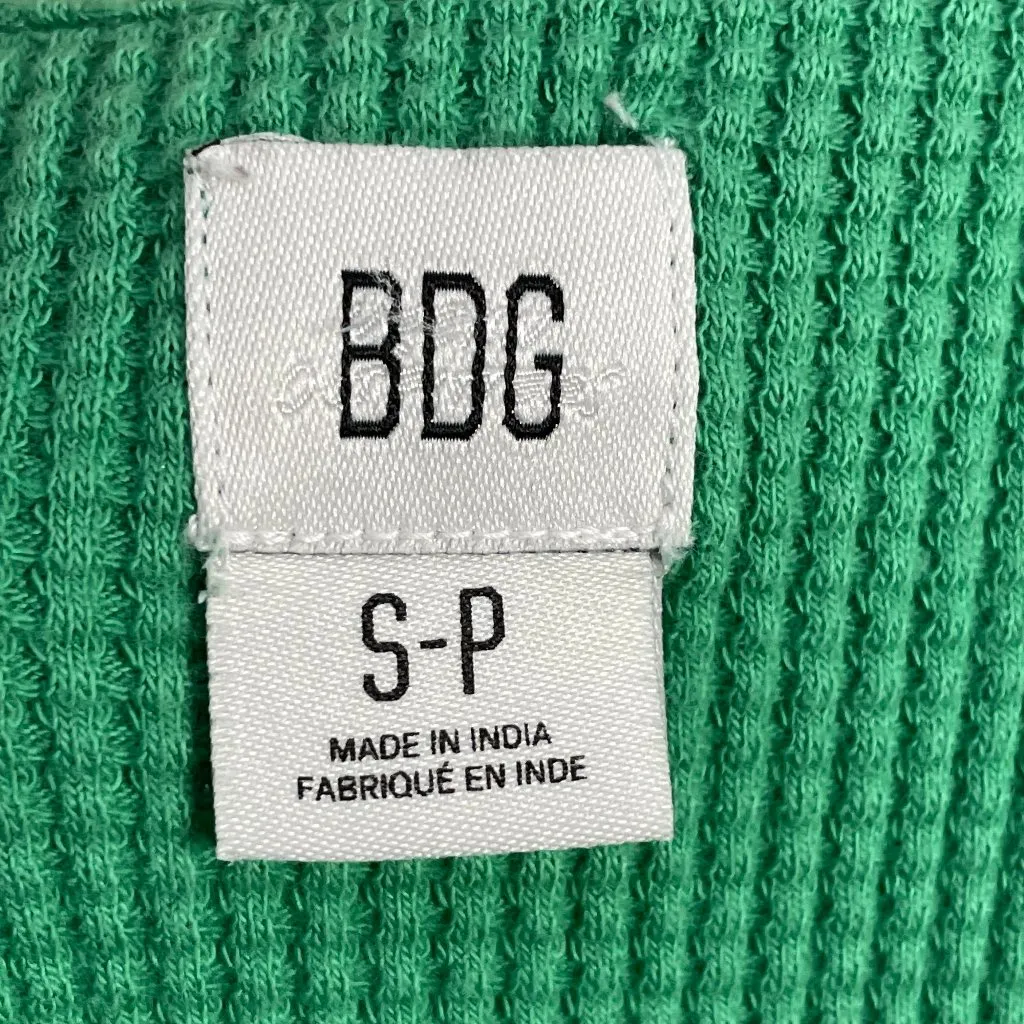 BDG
S-P
MADE IN INDIA
FABRIQUÉ EN INDE